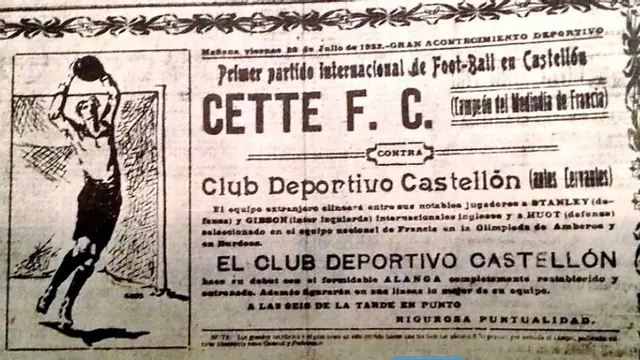 Mañana viernes 28 de Julio de 1922.-GRAN ACONTECIMIENTO DEPORTIVO
Primer partido internacional de Foot-Ball en Castellón
CETTE F. C. (Campeón del Mediodia de Francia)
CONTRA
Club Deportivo Castellón (antes Cervantes)
El equipo extranjero alineará entre sus notables jugadores a STANLEY (de-
fensa) y GIBSON (inter izquierda) internacionales ingleses y a HUOT (defensa)
seleccionado en el equipo nacional de Francia en la Olimpiada de Amberes y
en Burdeos.
EL CLUB DEPORTIVO CASTELLÓN
hace su debut con el formidable ALANGA completamente restablecido y
entrenado. Además figurarán en sus líneas lo mejor de su equipo.
A LAS SEIS DE LA TARDE EN PUNTO
RIGUROSA PUNTUALIDAD.